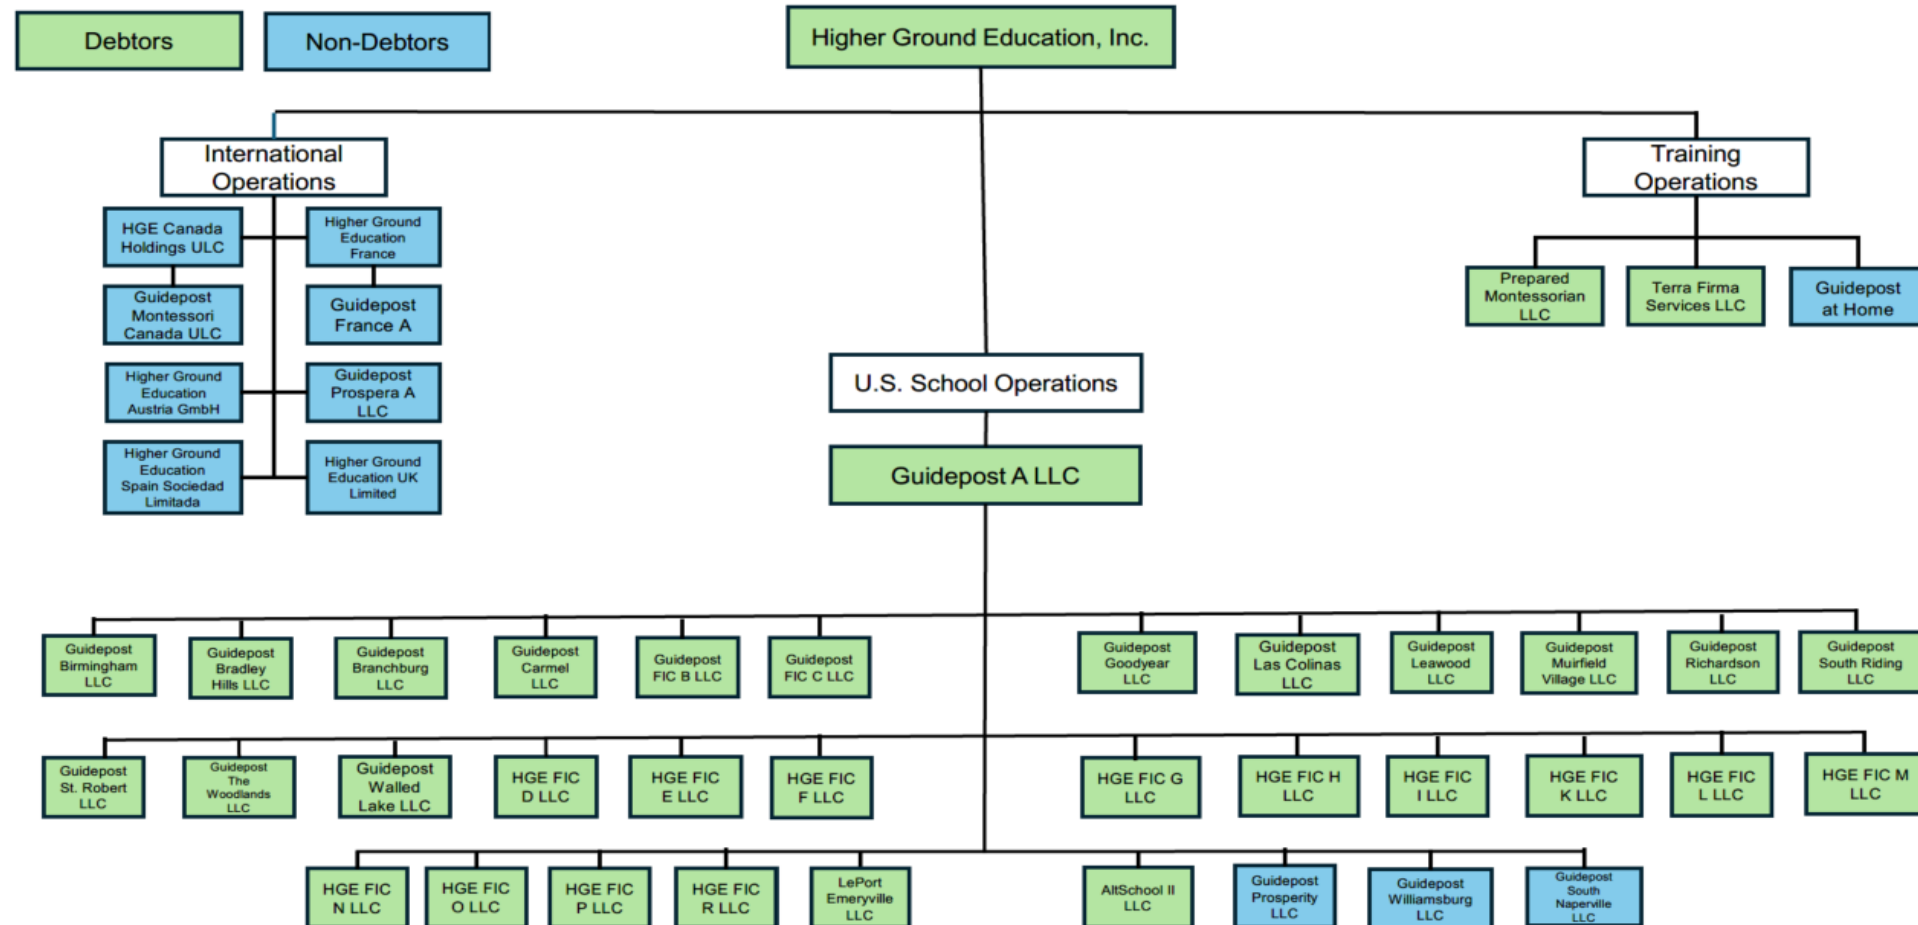 Debtors
Non-Debtors
Higher Ground Education, Inc.
International
Operations
Training
Operations
HGE Canada
Holdings ULC
Higher Ground
Education
France
Guidepost
Montessori
Canada ULC
Guidepost
France A
Higher Ground
Education
Austria GmbH
Guidepost
Prospera A
LLC
Higher Ground
Education
Spain Sociedad
Limitada
Higher Ground
Education UK
Limited
Prepared
Montessorian
LLC
Terra Firma
Services LLC
Guidepost
at Home
U.S. School Operations
Guidepost A LLC
Guidepost
Birmingham
LLC
Guidepost
Bradley
Hills LLC
Guidepost
Branchburg
LLC
Guidepost
Carmel
LLC
Guidepost
FIC B LLC
Guidepost
FIC C LLC
Guidepost
Goodyear
LLC
Guidepost
Las Colinas
LLC
Guidepost
Leawood
LLC
Guidepost
Muirfield
Village LLC
Guidepost
Richardson
LLC
Guidepost
South Riding
LLC
Guidepost
St. Robert
LLC
Guidepost
The
Woodlands
LLC
Guidepost
Walled
Lake LLC
HGE FIC
D LLC
HGE FIC
E LLC
HGE FIC
F LLC
HGE FIC G
LLC
HGE FIC H
LLC
HGE FIC
I LLC
HGE FIC
K LLC
HGE FIC
L LLC
HGE FIC M
LLC
HGE FIC
N LLC
HGE FIC
O LLC
HGE FIC
P LLC
HGE FIC
R LLC
LePort
Emeryville
LLC
AltSchool II
LLC
Guidepost
Prosperity
LLC
Guidepost
Williamsburg
LLC
Guidepost
South
Naperville
LLC